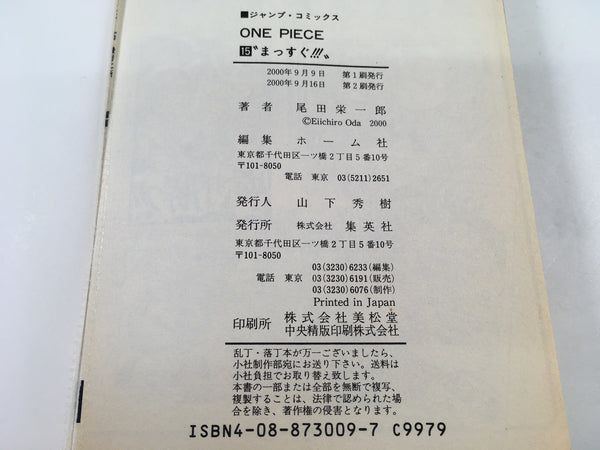 ■ジャンプ・コミックス
ONE PIECE
15〝まっすぐ!!!〟
2000年9月9日 第1刷発行
2000年9月16日 第2刷発行
著者 尾田栄一郎
©Eiichiro Oda 2000
編集 ホーム社
東京都千代田区一ツ橋2丁目5番10号
〒101-8050
電話 東京 03(5211)2651
発行人 山下秀樹
発行所 株式会社 集英社
東京都千代田区一ツ橋2丁目5番10号
〒101-8050
03(3230)6233(編集)
電話 東京 03(3230)6191(販売)
03(3230)6076(制作)
Printed in Japan
印刷所 株式会社美松堂
中央精版印刷株式会社
乱丁・落丁本が万一ございましたら、
小社制作部宛にお送り下さい。送料は
小社負担でお取り替え致します。
本書の一部または全部を無断で複写、
複製することは、法律で認められた場
合を除き、著作権の侵害となります。
ISBN4-08-873009-7 C9979